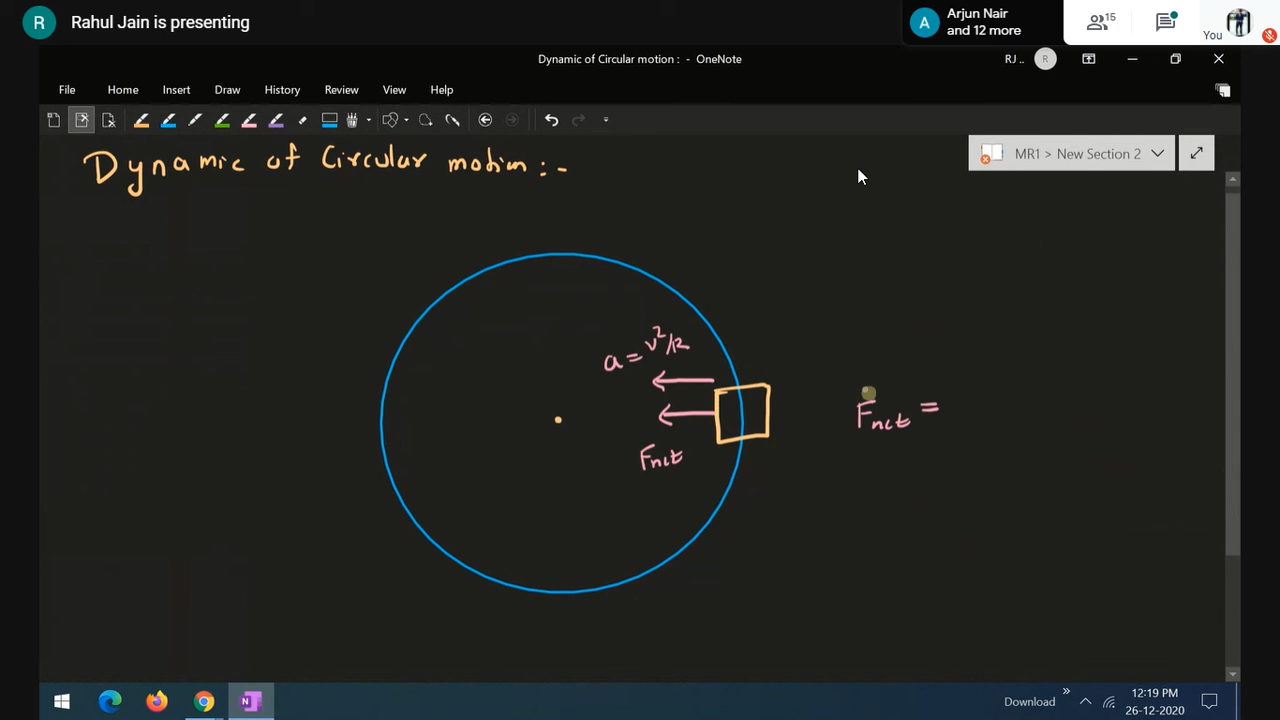 R Rahul Jain is presenting
A Arjun Nair and 12 more
15
You
Dynamic of Circular motion : - OneNote
RJ ..
R
File Home Insert Draw History Review View Help
MR1 > New Section 2
Dynamic of Circular motion :-
a = v²/R
Fnet
Fnet =
N
Download
»
12:19 PM
26-12-2020